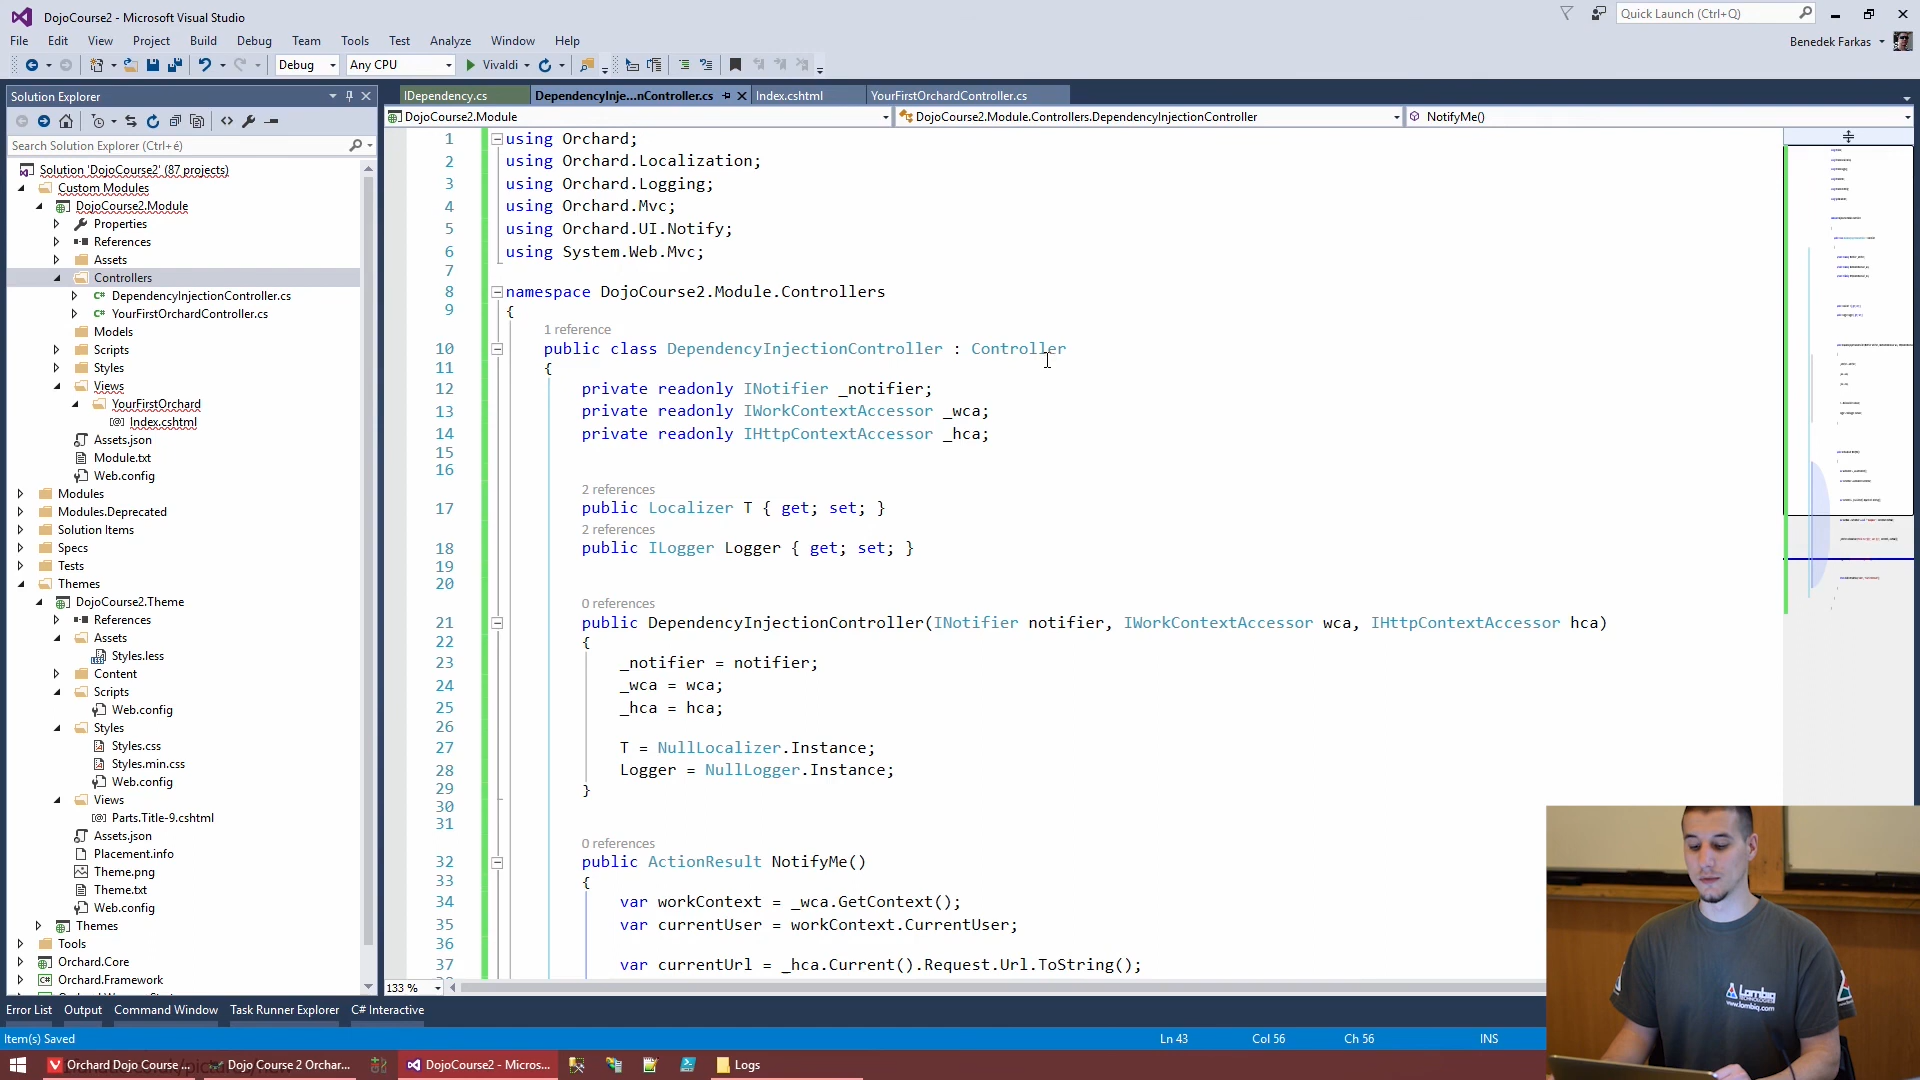 DojoCourse2 - Microsoft Visual Studio
Quick Launch (Ctrl+Q)
File Edit View Project Build Debug Team Tools Test Analyze Window Help
Benedek Farkas
Debug Any CPU Vivaldi
Solution Explorer
Search Solution Explorer (Ctrl+é)
Solution 'DojoCourse2' (87 projects)
Custom Modules
DojoCourse2.Module
Properties
References
Assets
Controllers
DependencyInjectionController.cs
YourFirstOrchardController.cs
Models
Scripts
Styles
Views
YourFirstOrchard
Index.cshtml
Assets.json
Module.txt
Web.config
Modules
Modules.Deprecated
Solution Items
Specs
Tests
Themes
DojoCourse2.Theme
References
Assets
Styles.less
Content
Scripts
Web.config
Styles
Styles.css
Styles.min.css
Web.config
Views
Parts.Title-9.cshtml
Assets.json
Placement.info
Theme.png
Theme.txt
Web.config
Themes
Tools
Orchard.Core
Orchard.Framework
IDependency.cs DependencyInje...nController.cs Index.cshtml YourFirstOrchardController.cs
DojoCourse2.Module DojoCourse2.Module.Controllers.DependencyInjectionController NotifyMe()
1 using Orchard;
2 using Orchard.Localization;
3 using Orchard.Logging;
4 using Orchard.Mvc;
5 using Orchard.UI.Notify;
6 using System.Web.Mvc;
7
8 namespace DojoCourse2.Module.Controllers
9 {
1 reference
10 public class DependencyInjectionController : Controller
11 {
12 private readonly INotifier _notifier;
13 private readonly IWorkContextAccessor _wca;
14 private readonly IHttpContextAccessor _hca;
15
16
2 references
17 public Localizer T { get; set; }
2 references
18 public ILogger Logger { get; set; }
19
20
0 references
21 public DependencyInjectionController(INotifier notifier, IWorkContextAccessor wca, IHttpContextAccessor hca)
22 {
23 _notifier = notifier;
24 _wca = wca;
25 _hca = hca;
26
27 T = NullLocalizer.Instance;
28 Logger = NullLogger.Instance;
29 }
30
31
0 references
32 public ActionResult NotifyMe()
33 {
34 var workContext = _wca.GetContext();
35 var currentUser = workContext.CurrentUser;
36
37 var currentUrl = _hca.Current().Request.Url.ToString();
133 %
Error List Output Command Window Task Runner Explorer C# Interactive
Item(s) Saved Ln 43 Col 56 Ch 56 INS
Orchard Dojo Course ... Dojo Course 2 Orchar... DojoCourse2 - Micros... Logs
Lombiq
TECHNOLOGIES
www.lombiq.com